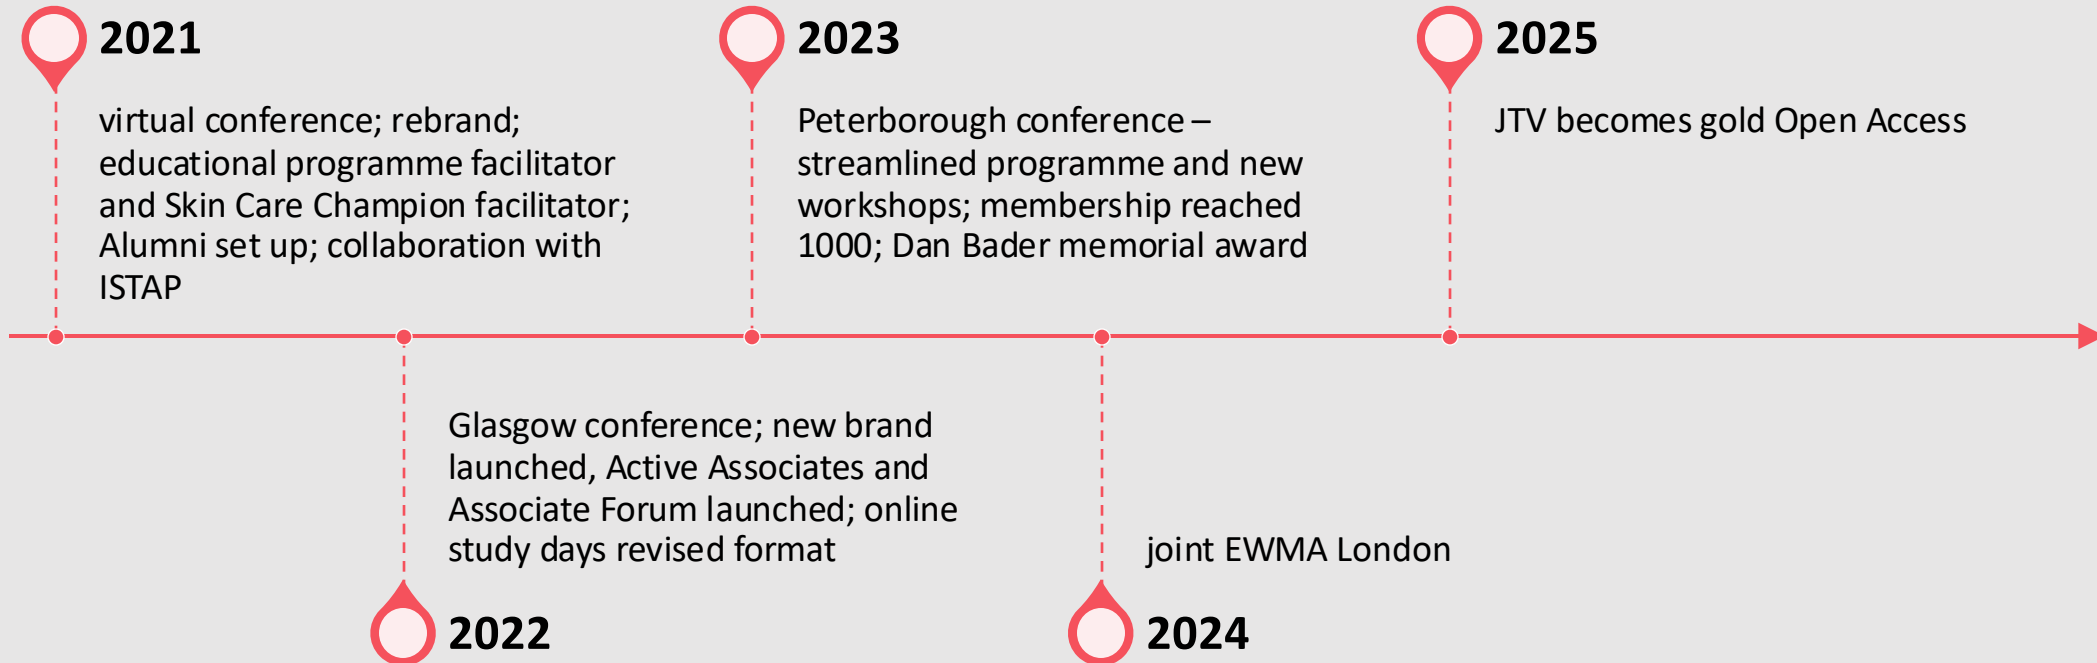 2021
virtual conference; rebrand;
educational programme facilitator
and Skin Care Champion facilitator;
Alumni set up; collaboration with
ISTAP
Glasgow conference; new brand
launched, Active Associates and
Associate Forum launched; online
study days revised format
2022
2023
Peterborough conference –
streamlined programme and new
workshops; membership reached
1000; Dan Bader memorial award
joint EWMA London
2024
2025
JTV becomes gold Open Access